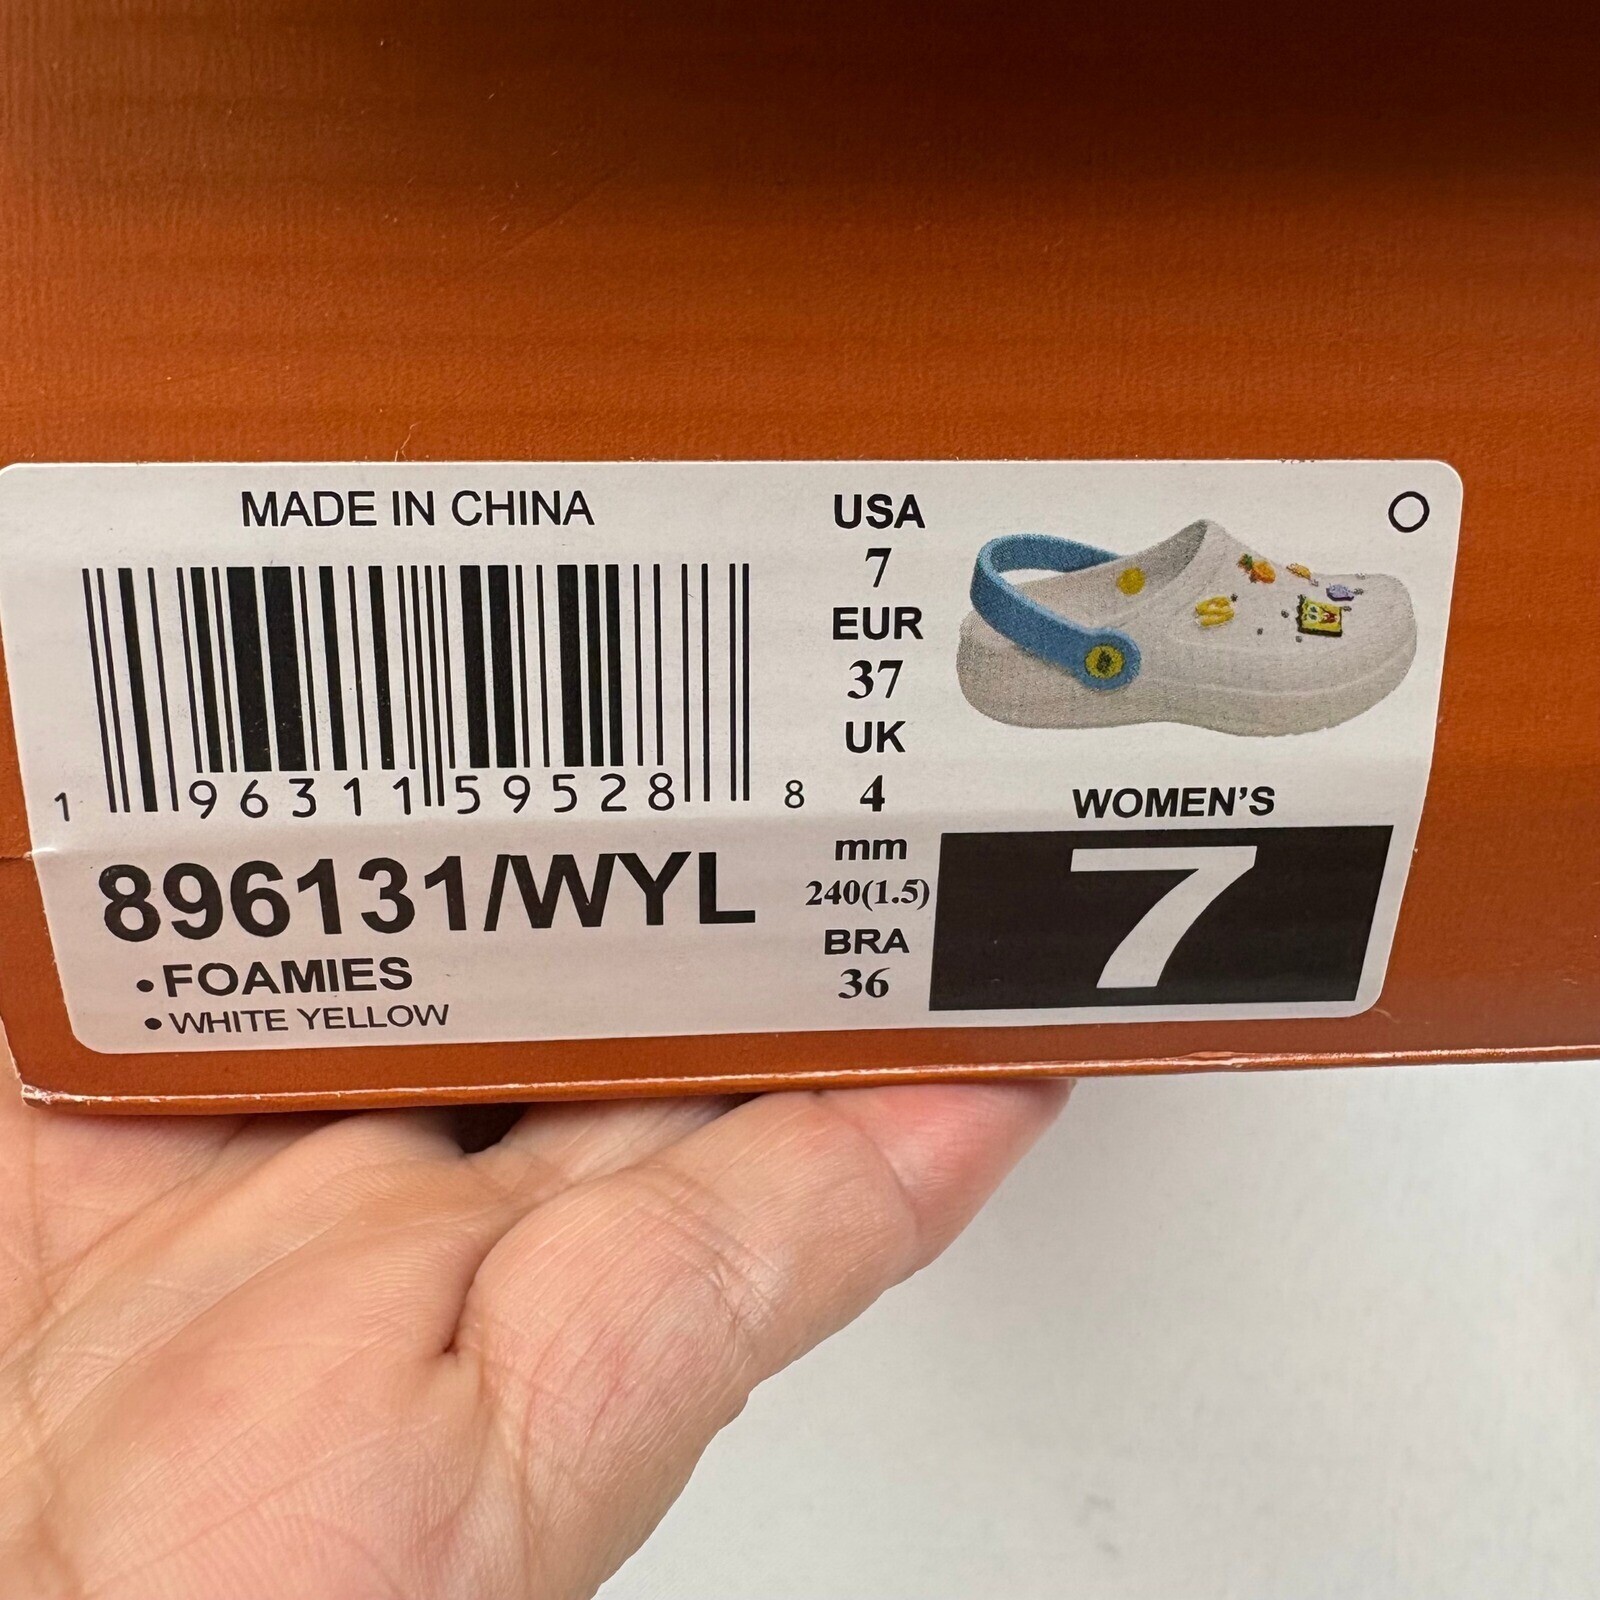 MADE IN CHINA
1 96311 59528 8
896131/WYL
• FOAMIES
• WHITE YELLOW
USA
7
EUR
37
UK
4
mm
240(1.5)
BRA
36
WOMEN'S
7